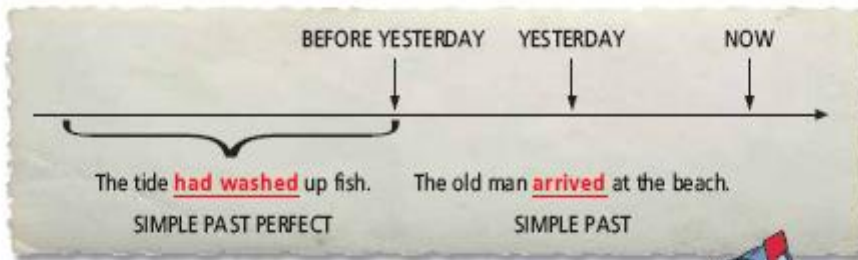 BEFORE YESTERDAY YESTERDAY NOW
The tide had washed up fish. The old man arrived at the beach.
SIMPLE PAST PERFECT SIMPLE PAST